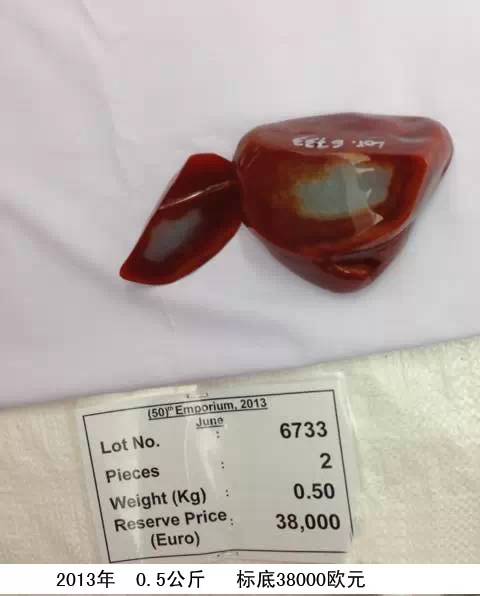 LOT. 6733
(50)th Emporium, 2013
June
Lot No. : 6733
Pieces : 2
Weight (Kg) : 0.50
Reserve Price : 38,000
(Euro)
2013年 0.5公斤 标底38000欧元